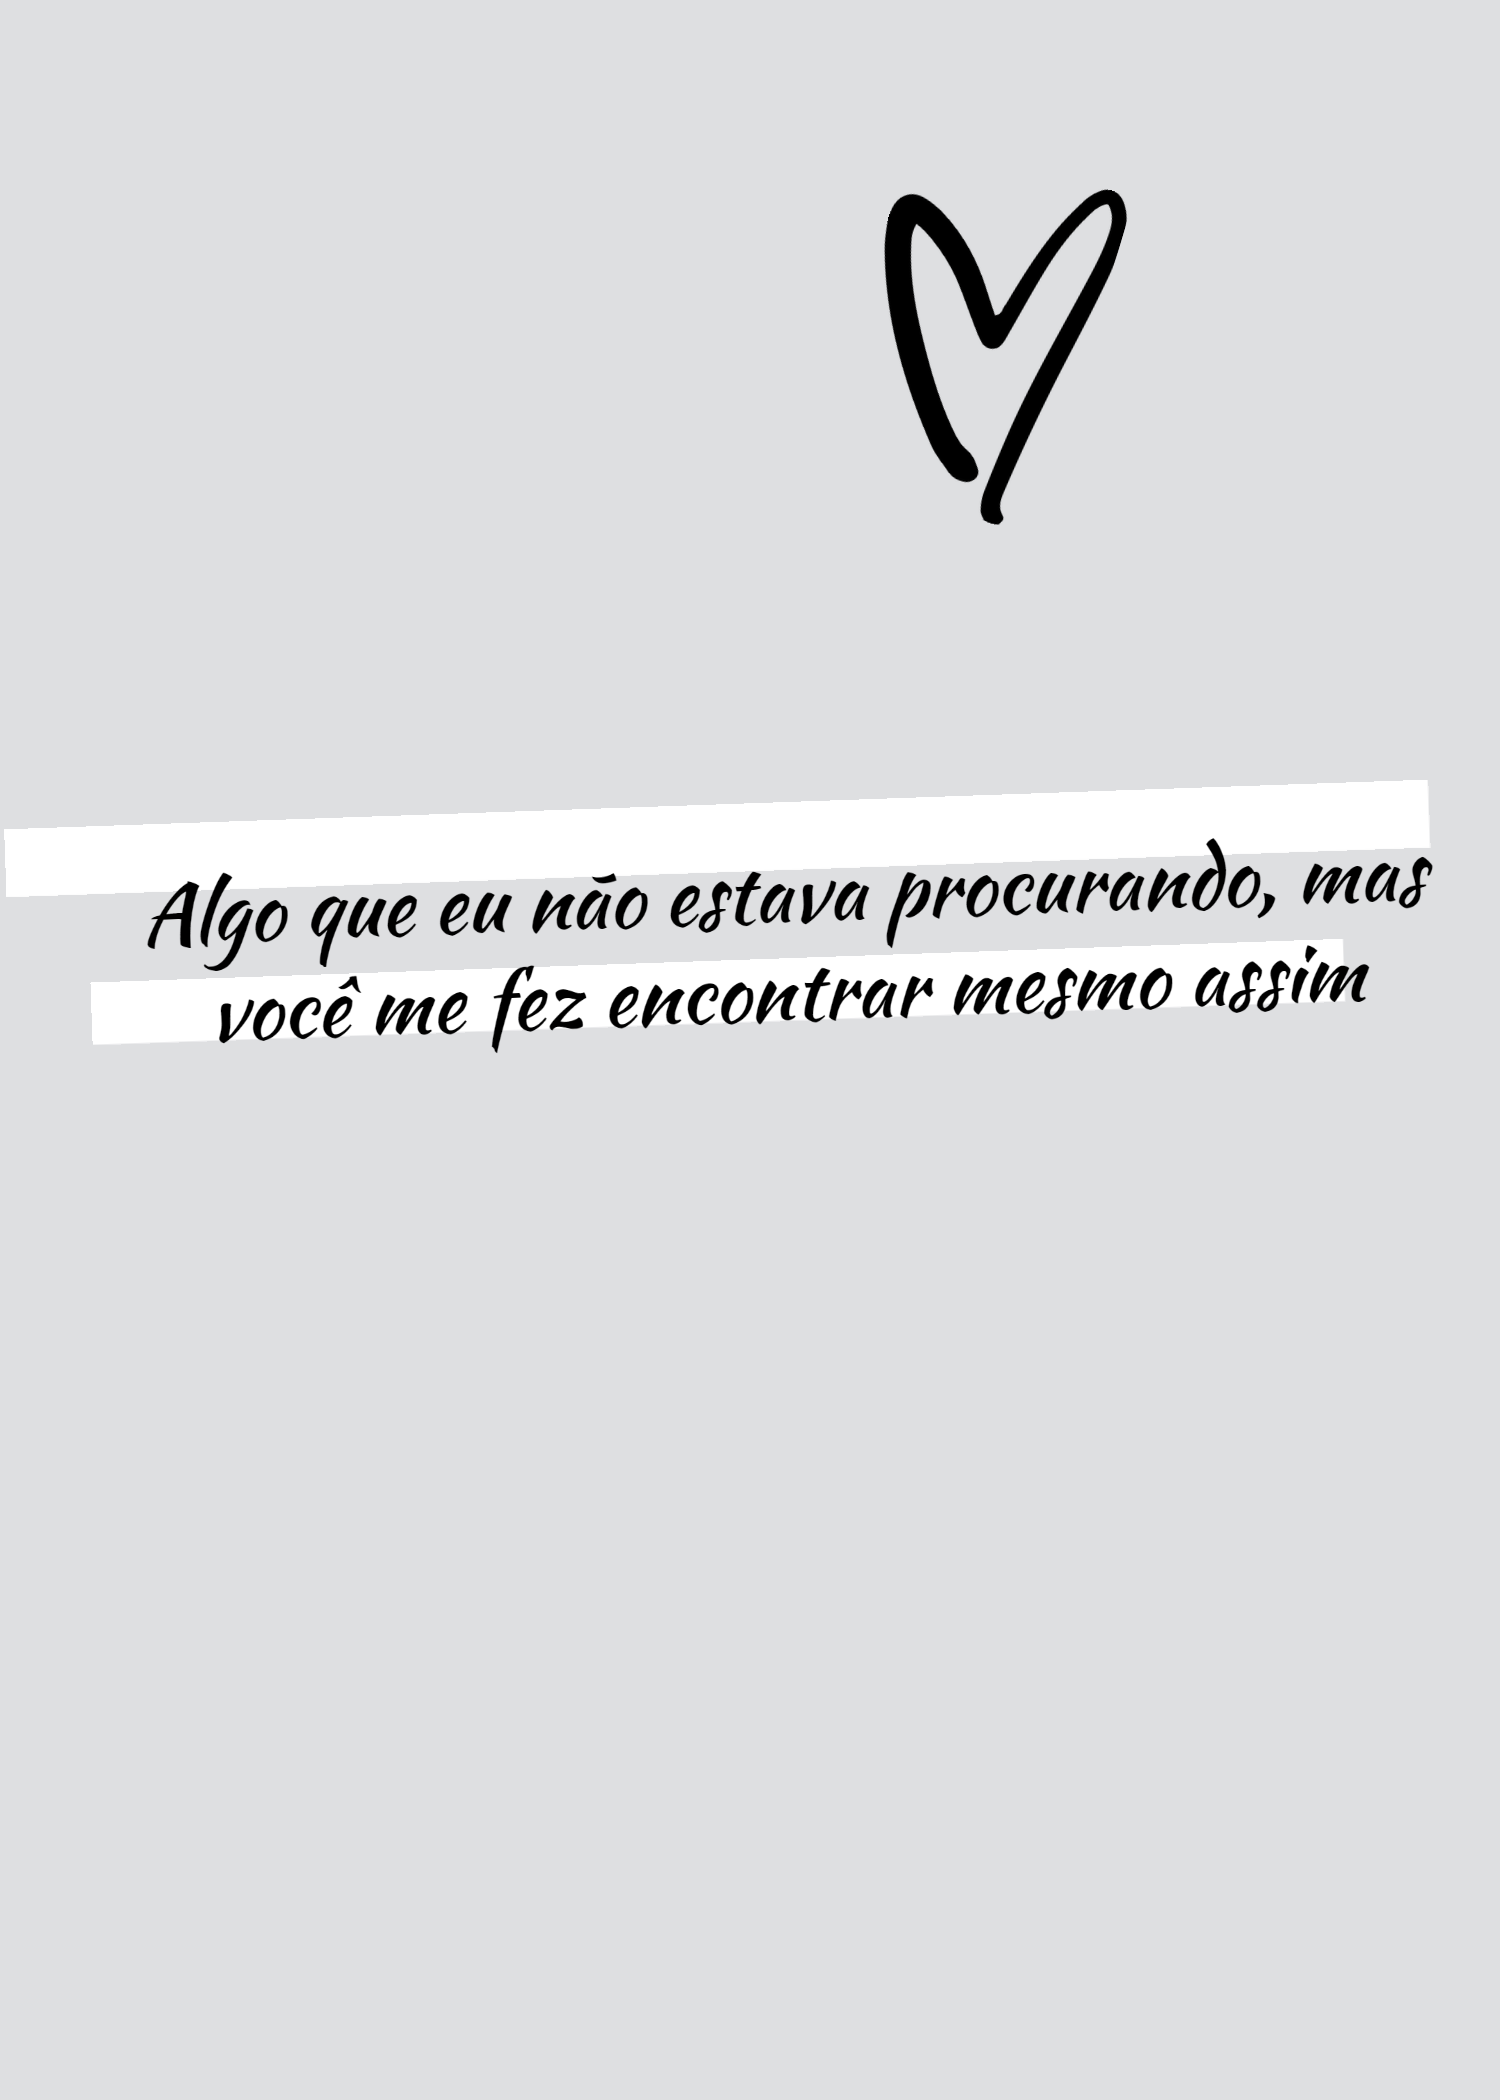 Algo que eu não estava procurando, mas
você me fez encontrar mesmo assim